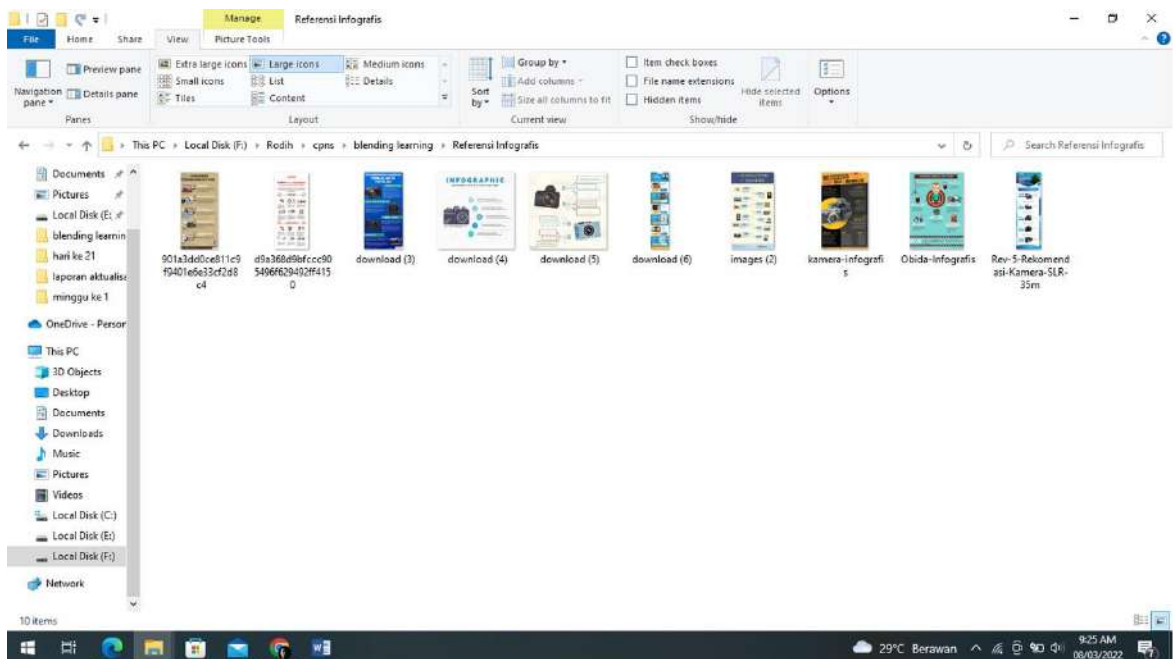 Manage
Referensi Infografis
File
Home
Share
View
Picture Tools
Navigation pane
Preview pane
Details pane
Panes
Extra large icons
Large icons
Medium icons
Small icons
List
Details
Tiles
Content
Layout
Sort by
Group by
Add columns
Size all columns to fit
Current view
Item check boxes
File name extensions
Hidden items
Hide selected items
Show/hide
Options
This PC
Local Disk (F:)
Rodih
cpns
blending learning
Referensi Infografis
Search Referensi Infografis
Documents
Pictures
Local Disk (E:
blending learnin
hari ke 21
laporan aktualisa
minggu ke 1
OneDrive - Person
This PC
3D Objects
Desktop
Documents
Downloads
Music
Pictures
Videos
Local Disk (C:)
Local Disk (E:)
Local Disk (F:)
Network
INFOGRAPHIC
901a3dd0ce811c9
f9401e6e33cf2d8
c4
d9a368d9bfccc90
5496f629492ff415
0
download (3)
download (4)
download (5)
download (6)
images (2)
kamera-infografi
s
Obida-Infografis
Rev-5-Rekomend
asi-Kamera-SLR-
35m
10 items
29°C Berawan
9:25 AM
08/03/2022